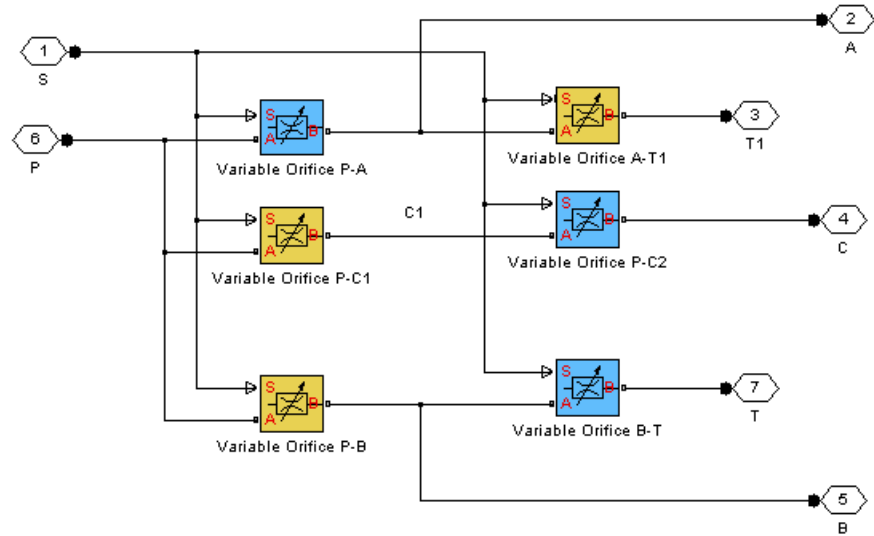 2
A
1
S
S
A
B
Variable Orifice P-A
S
A
B
Variable Orifice A-T1
3
T1
6
P
C1
S
A
B
Variable Orifice P-C1
S
A
B
Variable Orifice P-C2
4
C
S
A
B
Variable Orifice P-B
S
A
B
Variable Orifice B-T
7
T
5
B